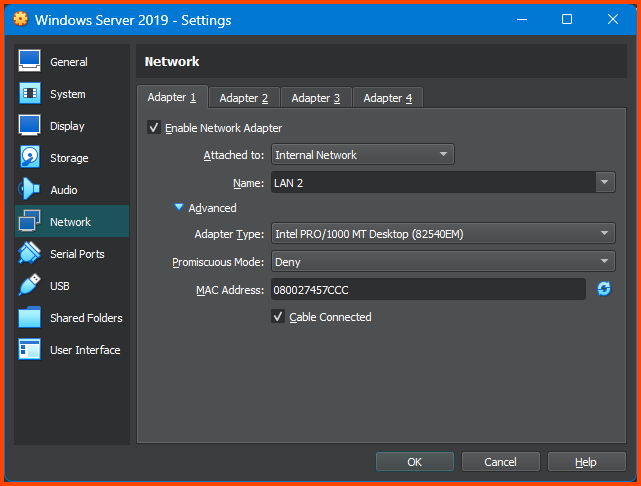 Windows Server 2019 - Settings
General
System
Display
Storage
Audio
Network
Serial Ports
USB
Shared Folders
User Interface
Network
Adapter 1 Adapter 2 Adapter 3 Adapter 4
Enable Network Adapter
Attached to: Internal Network
Name: LAN 2
Advanced
Adapter Type: Intel PRO/1000 MT Desktop (82540EM)
Promiscuous Mode: Deny
MAC Address: 080027457CCC
Cable Connected
OK Cancel Help